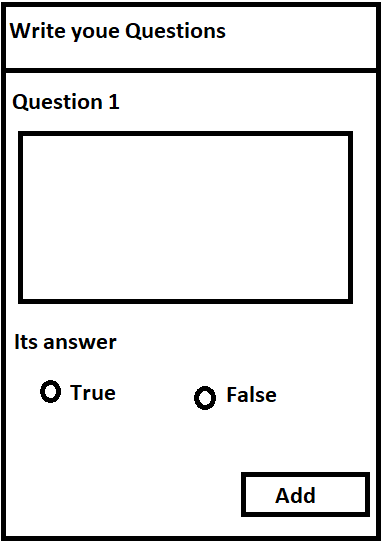 Write youe Questions
Question 1
Its answer
True False
Add